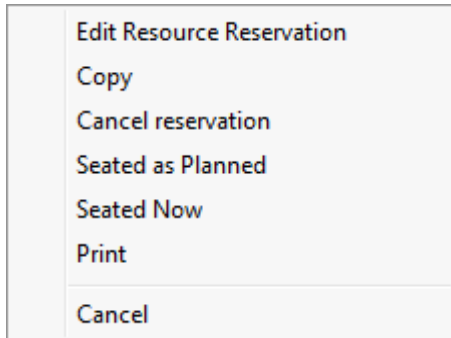 Edit Resource Reservation
Copy
Cancel reservation
Seated as Planned
Seated Now
Print
Cancel